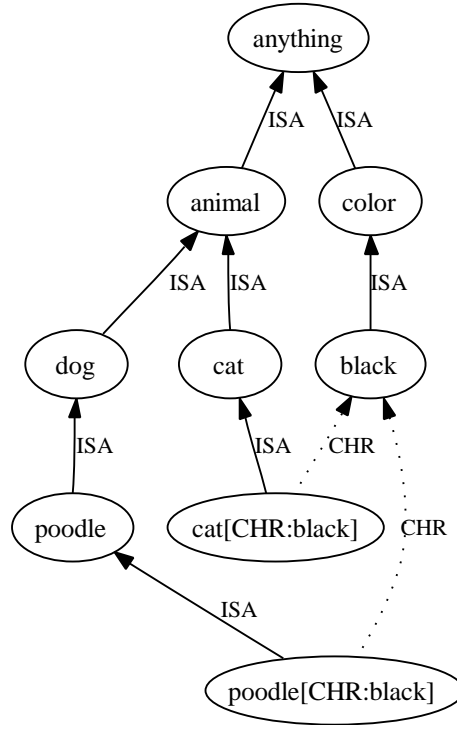 anything
ISA
ISA
animal
color
ISA
ISA
ISA
dog
cat
black
ISA
ISA
CHR
poodle
cat[CHR:black]
CHR
ISA
poodle[CHR:black]